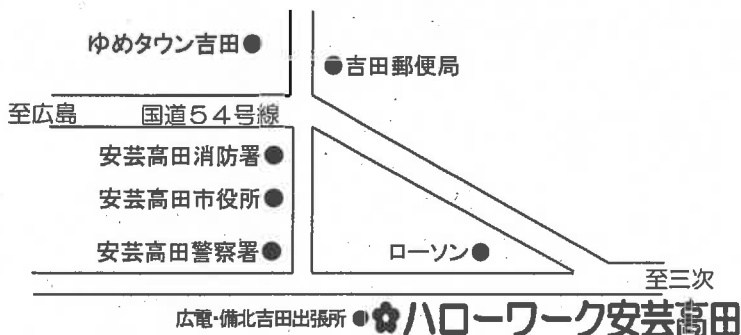 ゆめタウン吉田●
●吉田郵便局
至広島 国道54号線
安芸高田消防署●
安芸高田市役所●
安芸高田警察署●
ローソン●
至三次
広電・備北吉田出張所●
ハローワーク安芸高田